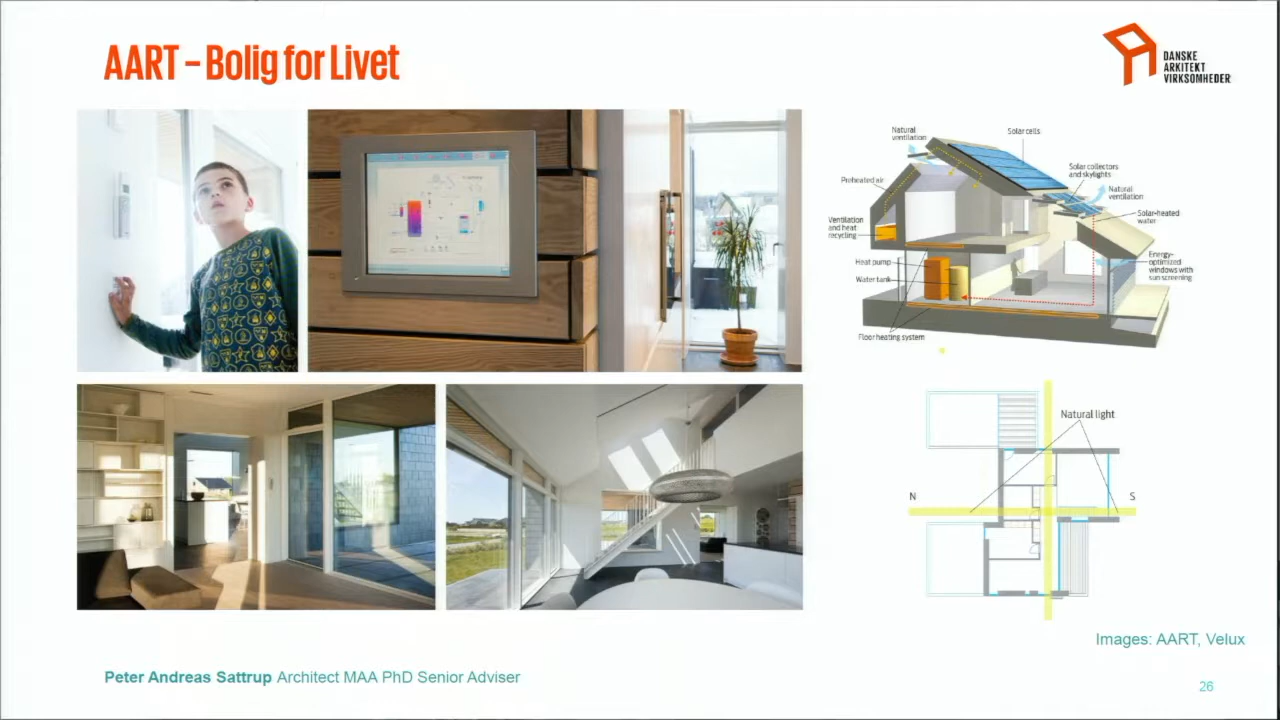 AART – Bolig for Livet
DANSKE
ARKITEKT
VIRKSOMHEDER
Natural
ventilation
Solar cells
Solar collectors
and skylights
Preheated air
Natural
ventilation
Solar-heated
water
Ventilation
and heat
recycling
Energy-
optimized
windows with
sun screening
Heat pump
Water tank
Floor heating system
Natural light
N
S
Images: AART, Velux
Peter Andreas Sattrup Architect MAA PhD Senior Adviser
26